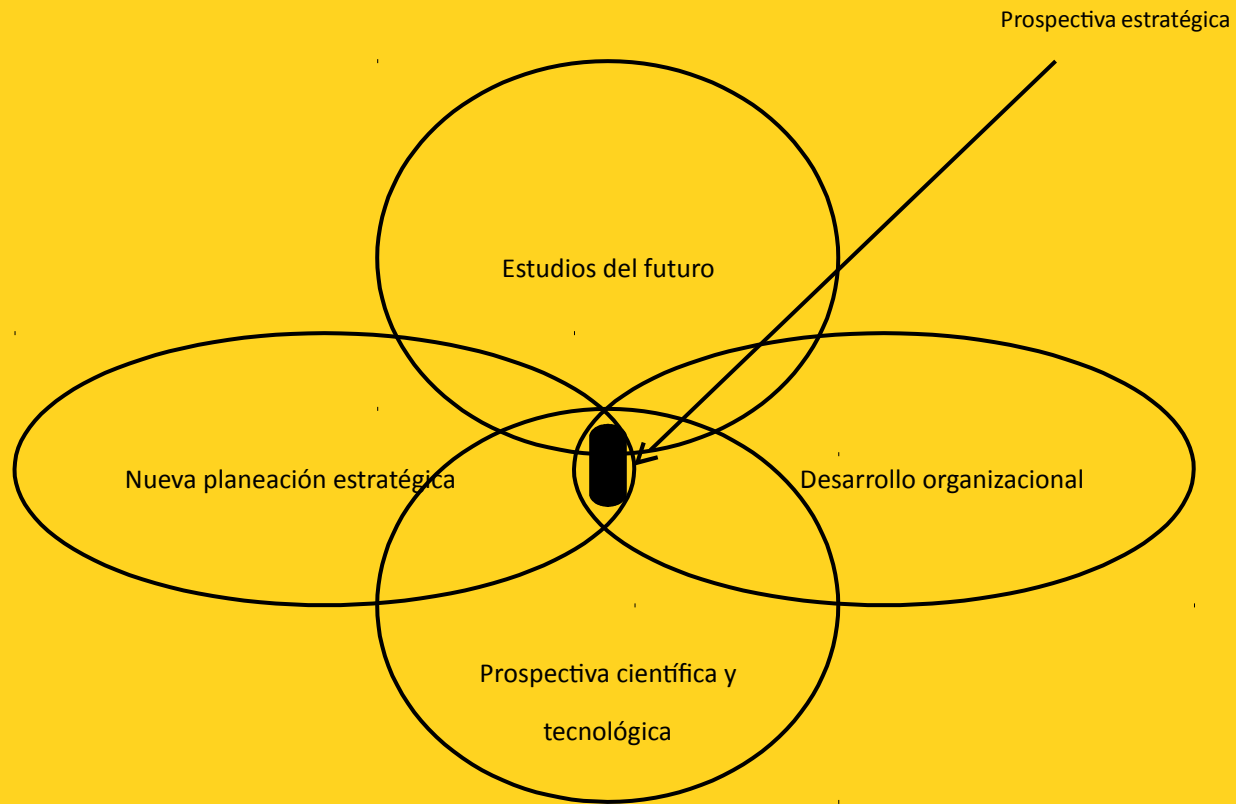 Prospectiva estratégica
Estudios del futuro
Nueva planeación estratégica
Desarrollo organizacional
Prospectiva científica y
tecnológica